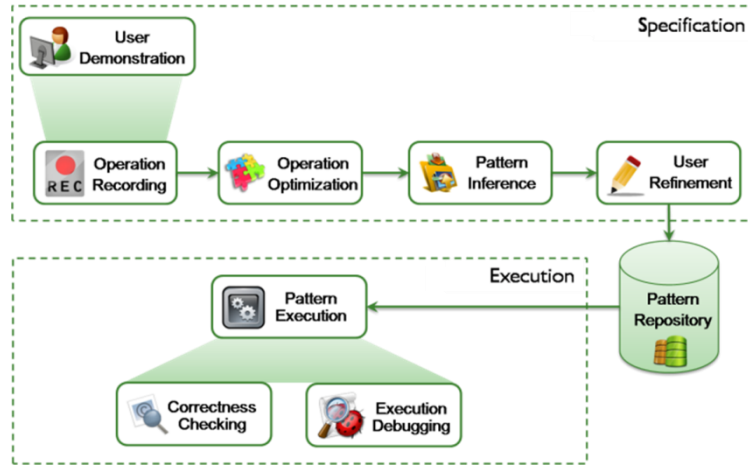 Specification
User
Demonstration
REC
Operation
Recording
Operation
Optimization
Pattern
Inference
User
Refinement
Execution
Pattern
Execution
Pattern
Repository
Correctness
Checking
Execution
Debugging